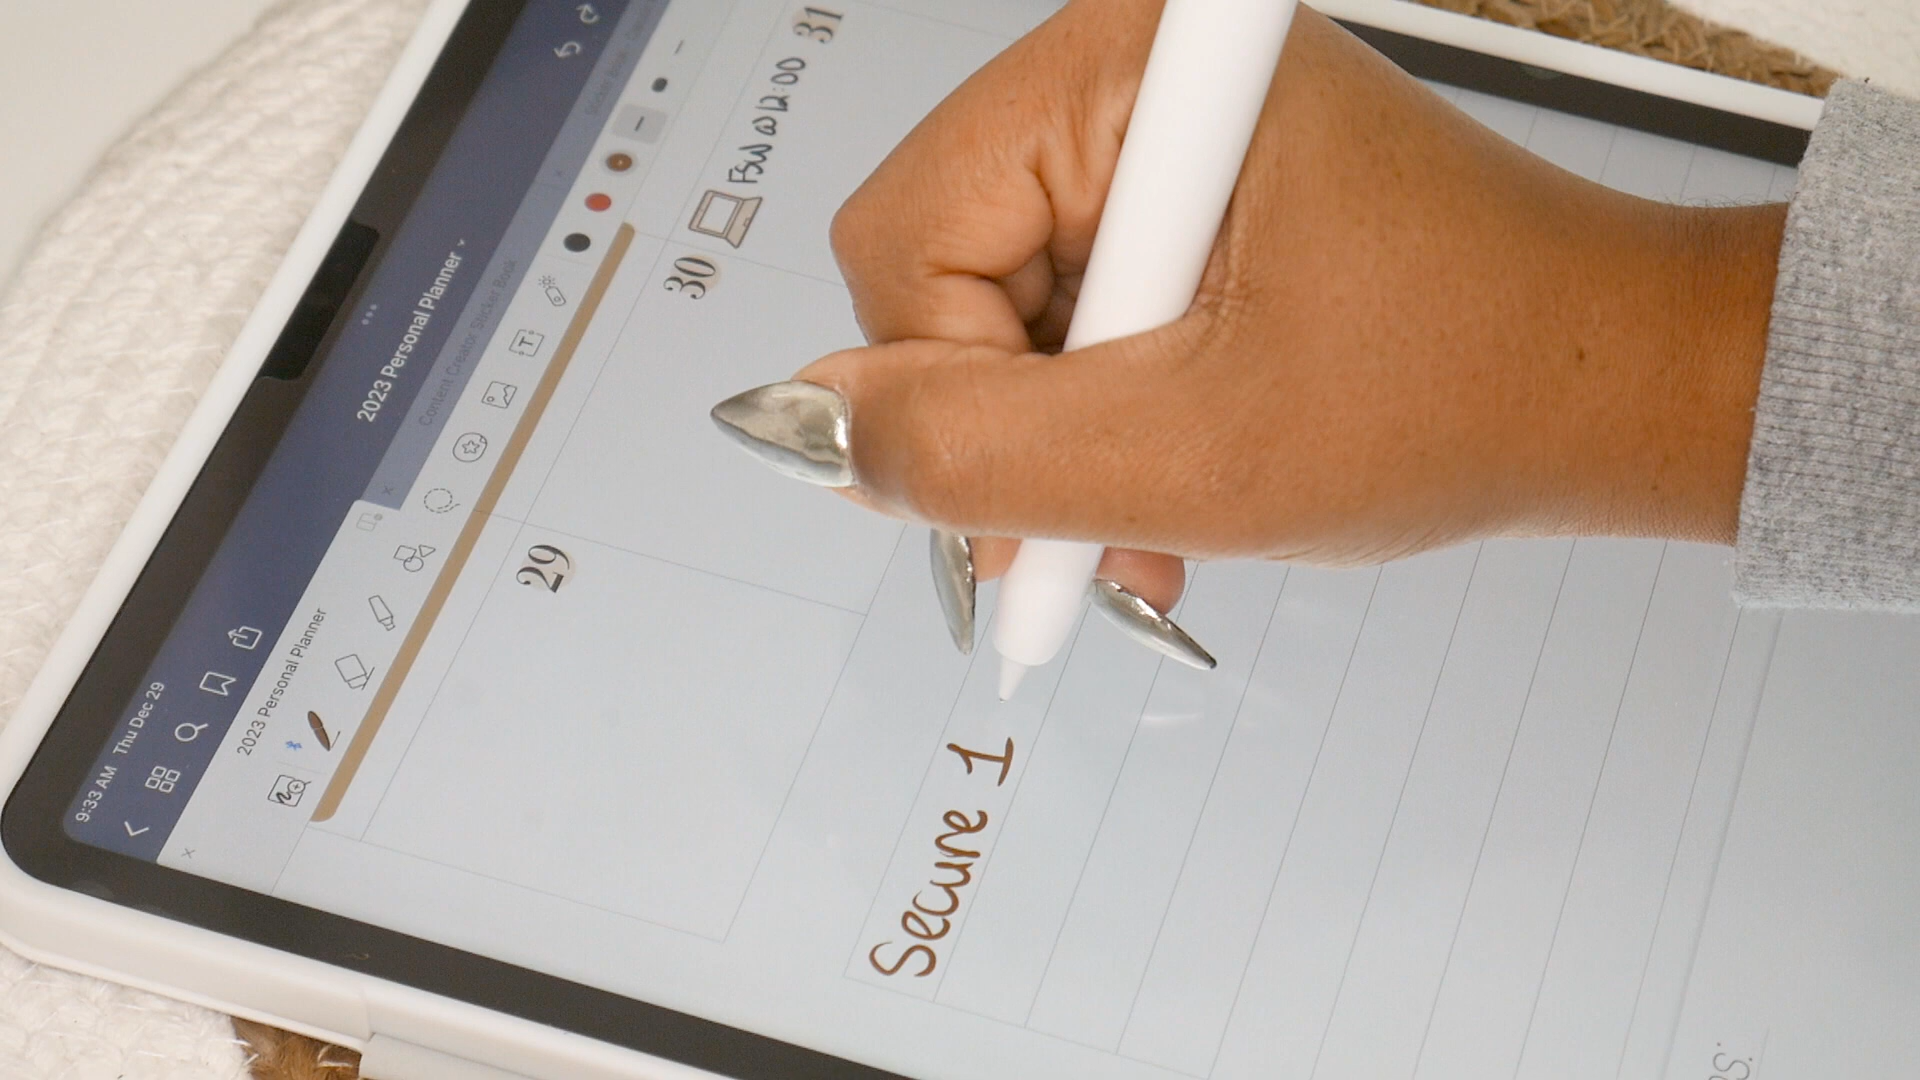 9:33 AM Thu Dec 29
2023 Personal Planner
2023 Personal Planner
Content Creator Sticker Book
T
29
30
31
FSW @ 12:00
Secure 1